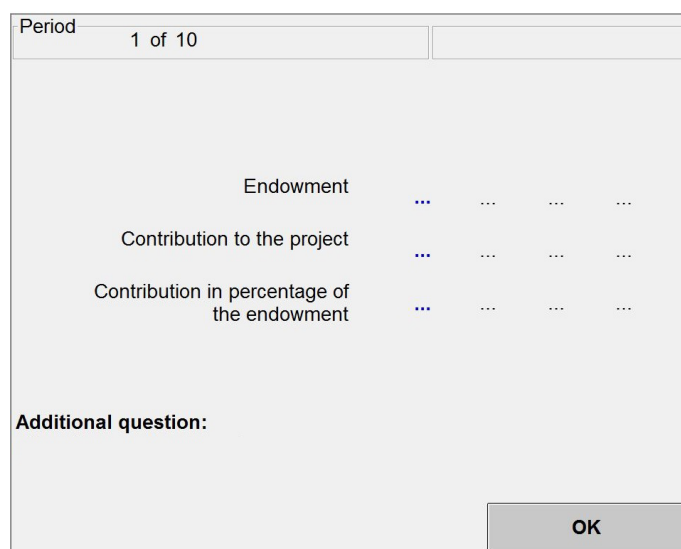 Period
1 of 10
Endowment ... ... ... ...
Contribution to the project ... ... ... ...
Contribution in percentage of
the endowment ... ... ... ...
Additional question:
OK